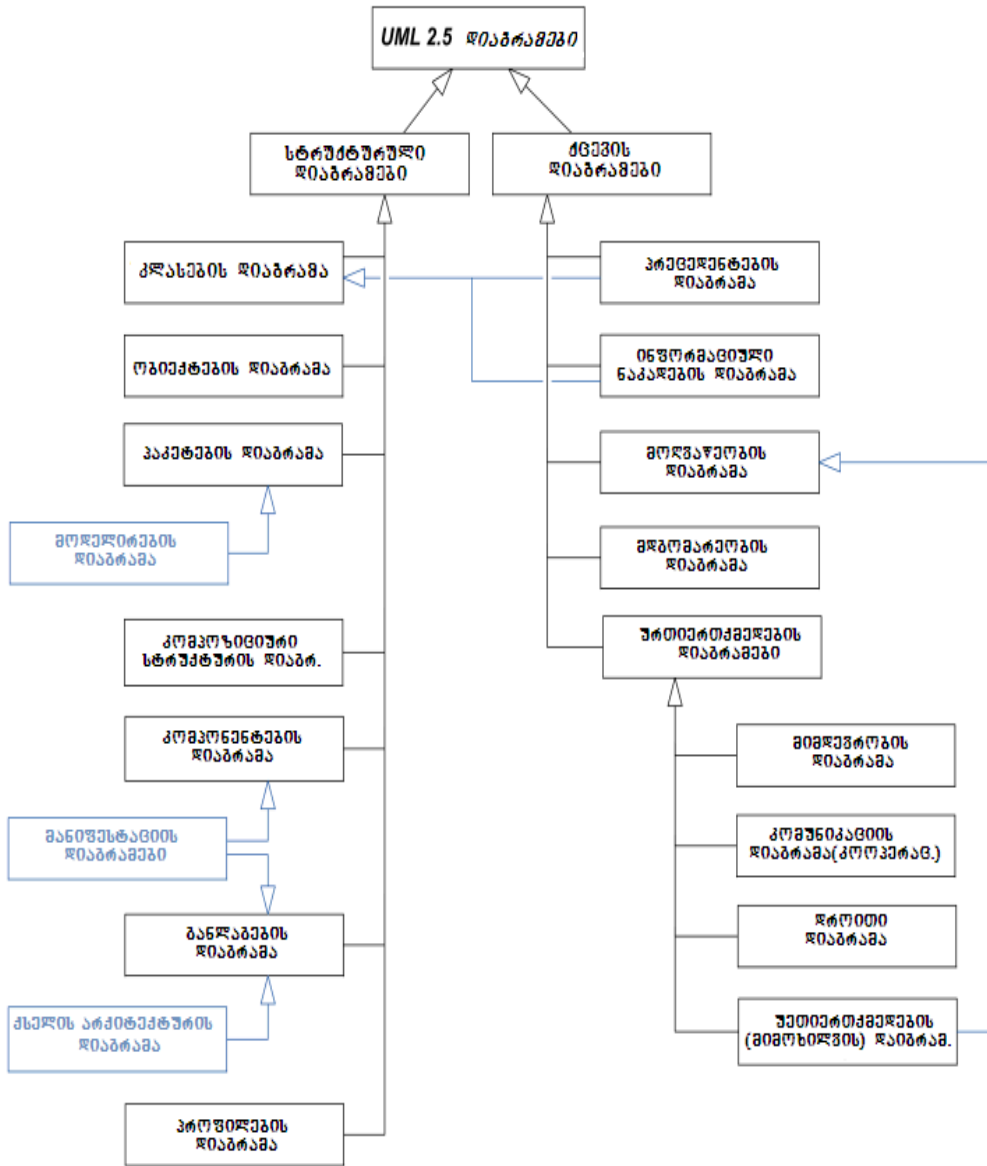 UML 2.5 დიაგრამები
სტრუქტურული
დიაგრამები
ქცევის
დიაგრამები
კლასების დიაგრამა
პრეცედენტების
დიაგრამა
ობიექტების დიაგრამა
ინფორმაციული
ნაკადების დიაგრამა
პაკეტების დიაგრამა
მოღვაწეობის
დიაგრამა
მოდელირების
დიაგრამა
მდგომარეობის
დიაგრამა
კომპოზიციური
სტრუქტურის დიაგრ.
ურთიერთქმედების
დიაგრამები
კომპონენტების
დიაგრამა
მიმდევრობის
დიაგრამა
მანიფესტაციის
დიაგრამები
კომუნიკაციის
დიაგრამა(კოოპერაც.)
განლაგების
დიაგრამა
დროითი
დიაგრამა
ქსელის არქიტექტურის
დიაგრამა
უეთიერთქმედების
(მიმოხილვის) დაიგრამ.
პროფილების
დიაგრამა